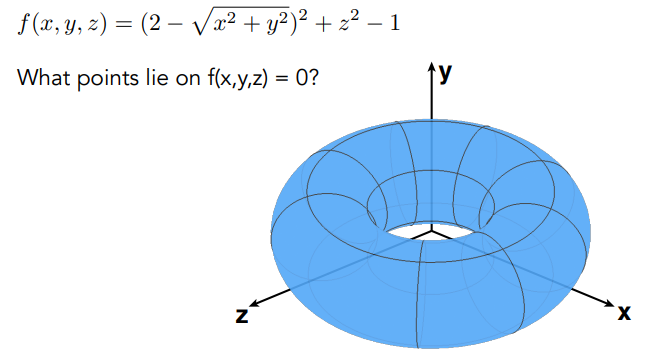 f(x, y, z) = (2 − √x² + y²)² + z² − 1
What points lie on f(x,y,z) = 0?
y
z
x